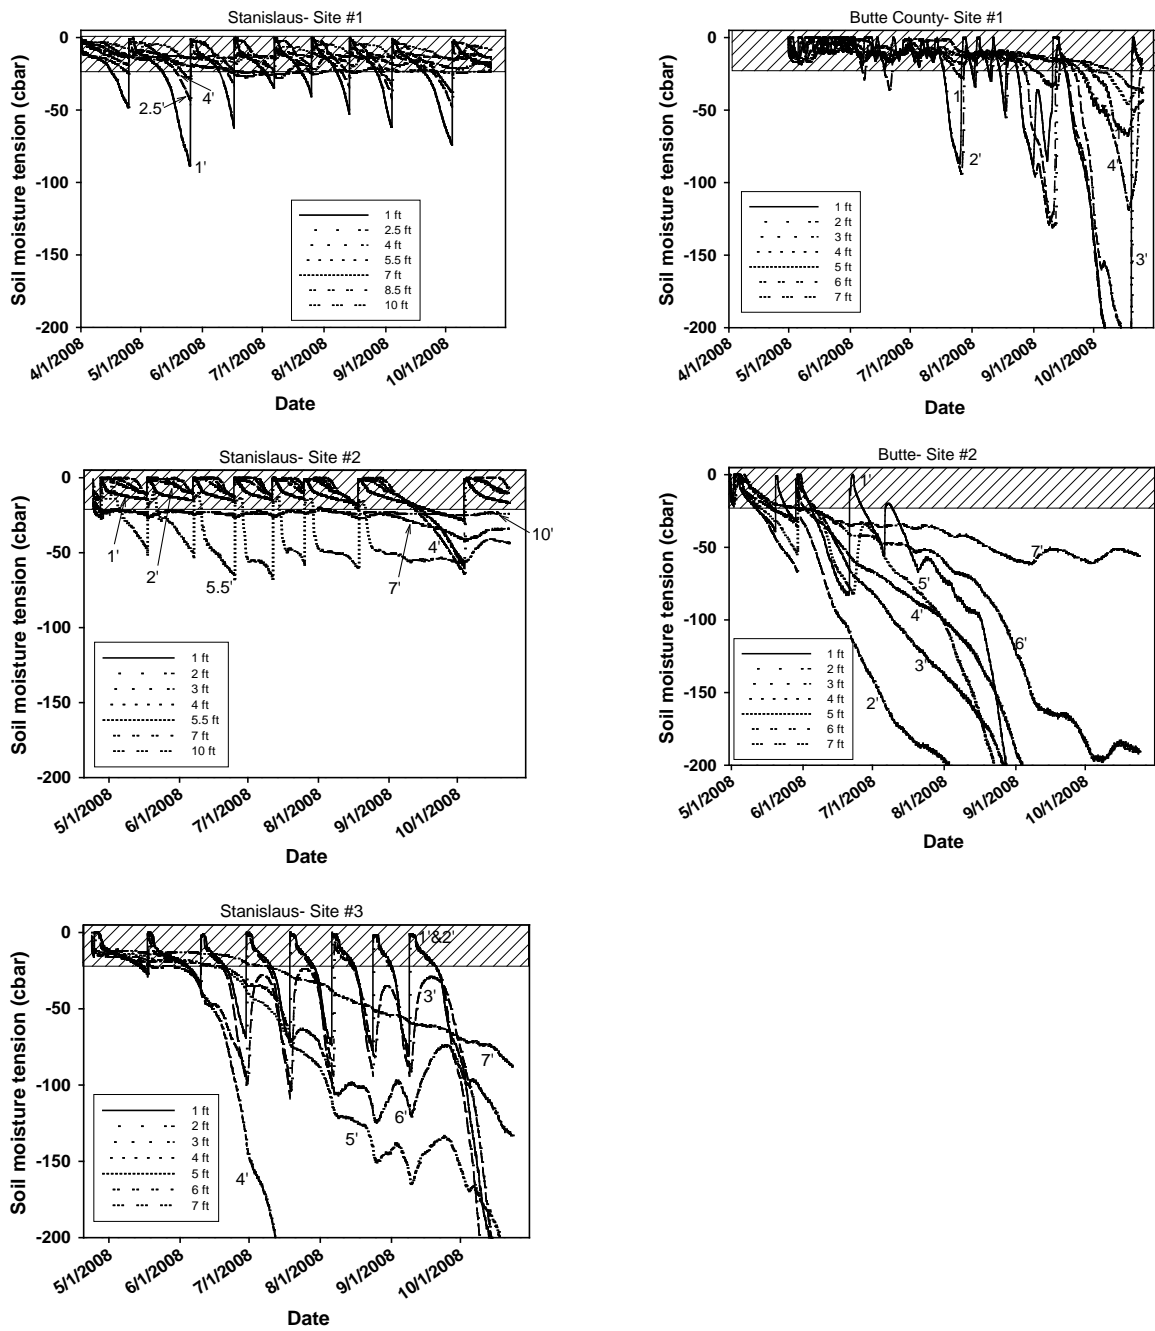 Stanislaus- Site #1
Soil moisture tension (cbar)
0
-50
-100
-150
-200
2.5'
4'
1'
1 ft
2.5 ft
4 ft
5.5 ft
7 ft
8.5 ft
10 ft
4/1/2008
5/1/2008
6/1/2008
7/1/2008
8/1/2008
9/1/2008
10/1/2008
Date
Butte County- Site #1
Soil moisture tension (cbar)
0
-50
-100
-150
-200
1'
2'
4'
3'
1 ft
2 ft
3 ft
4 ft
5 ft
6 ft
7 ft
4/1/2008
5/1/2008
6/1/2008
7/1/2008
8/1/2008
9/1/2008
10/1/2008
Date
Stanislaus- Site #2
Soil moisture tension (cbar)
0
-50
-100
-150
-200
1'
2'
5.5'
7'
4'
10'
1 ft
2 ft
3 ft
4 ft
5.5 ft
7 ft
10 ft
5/1/2008
6/1/2008
7/1/2008
8/1/2008
9/1/2008
10/1/2008
Date
Butte- Site #2
Soil moisture tension (cbar)
0
-50
-100
-150
-200
1'
7'
5'
4'
6'
3'
2'
1 ft
2 ft
3 ft
4 ft
5 ft
6 ft
7 ft
5/1/2008
6/1/2008
7/1/2008
8/1/2008
9/1/2008
10/1/2008
Date
Stanislaus- Site #3
Soil moisture tension (cbar)
0
-50
-100
-150
-200
1'&2'
3'
7'
6'
5'
4'
1 ft
2 ft
3 ft
4 ft
5 ft
6 ft
7 ft
5/1/2008
6/1/2008
7/1/2008
8/1/2008
9/1/2008
10/1/2008
Date